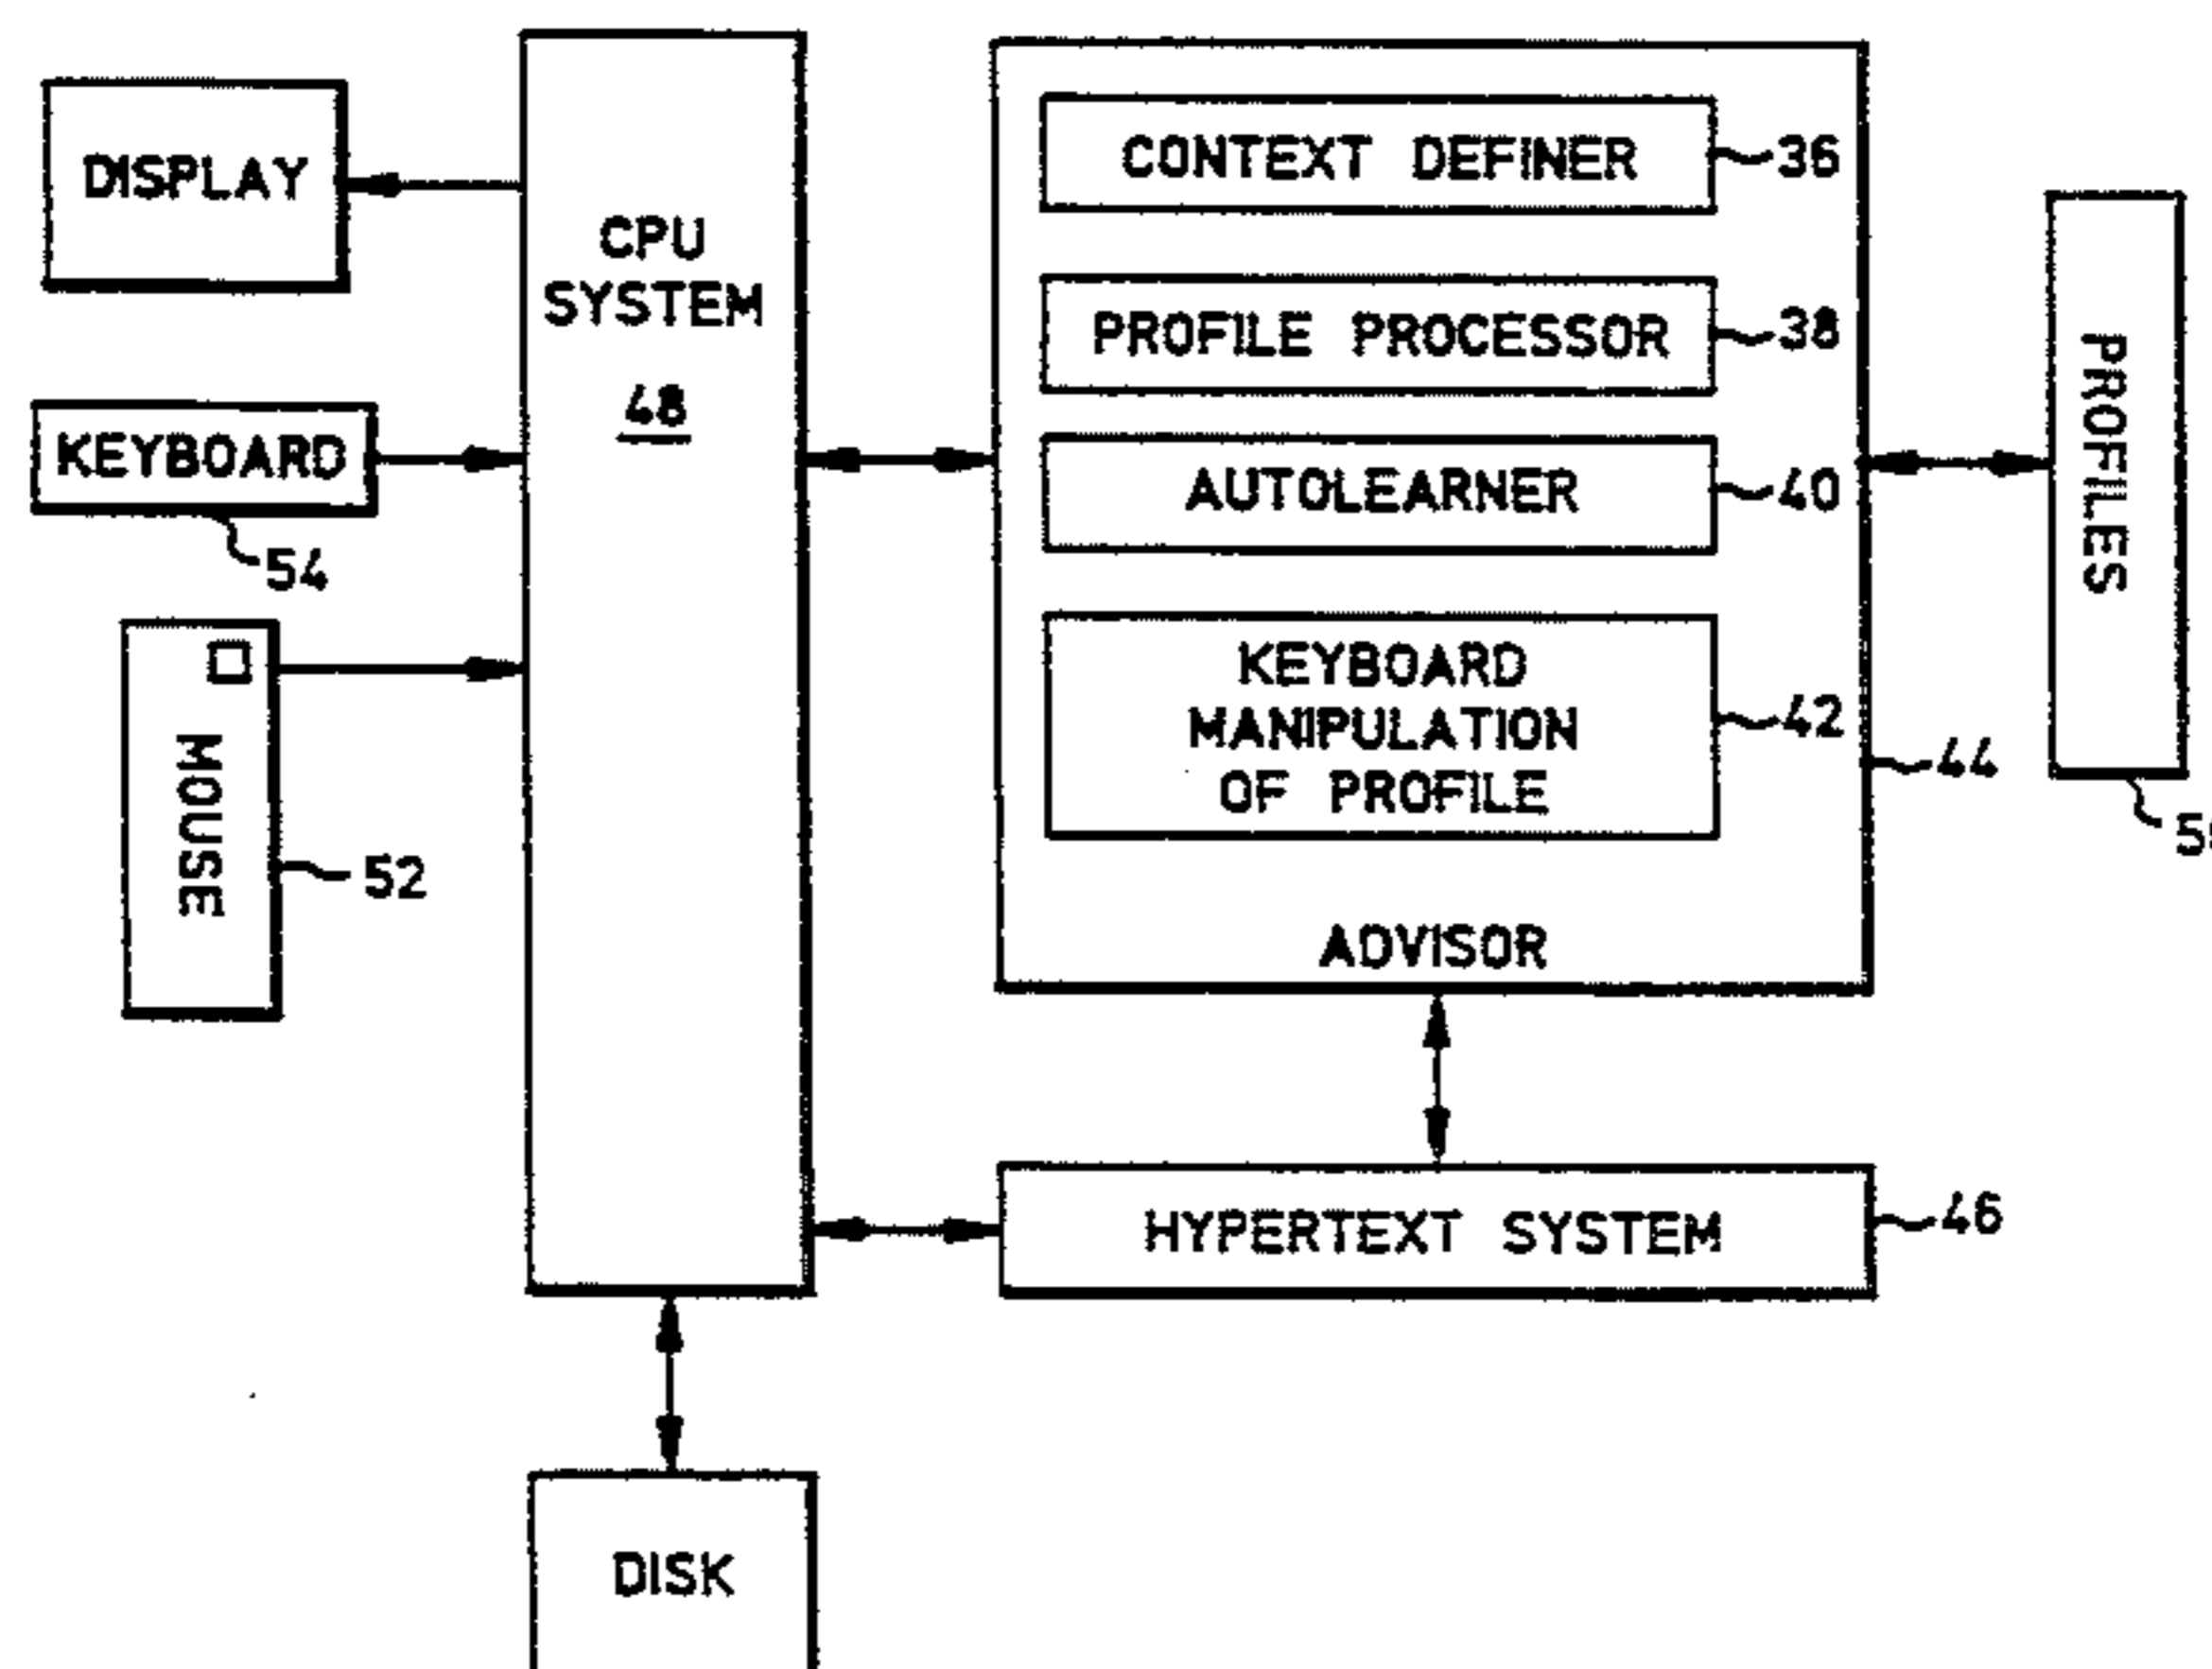 DISPLAY
CPU
SYSTEM
48
KEYBOARD
54
MOUSE
52
CONTEXT DEFINER
36
PROFILE PROCESSOR
38
AUTOLEARNER
40
KEYBOARD
MANIPULATION
OF PROFILE
42
44
ADVISOR
PROFILES
HYPERTEXT SYSTEM
46
DISK